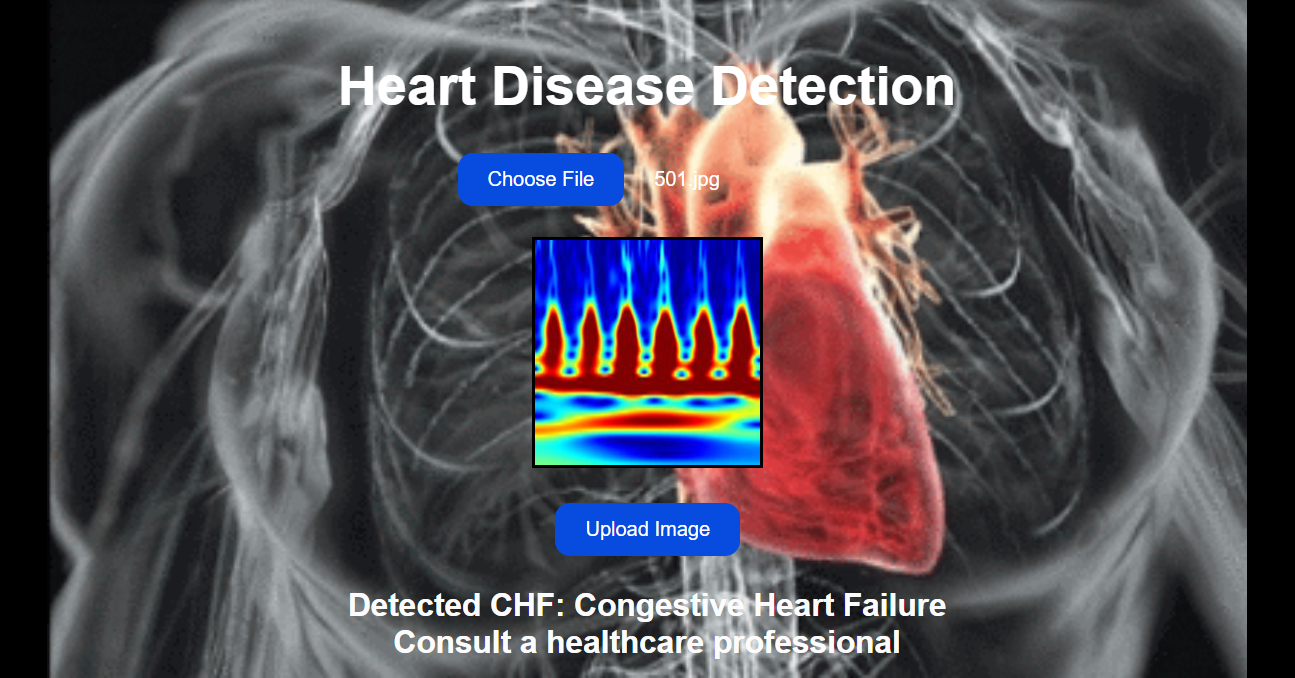 Heart Disease Detection
Choose File 501.jpg
Upload Image
Detected CHF: Congestive Heart Failure
Consult a healthcare professional